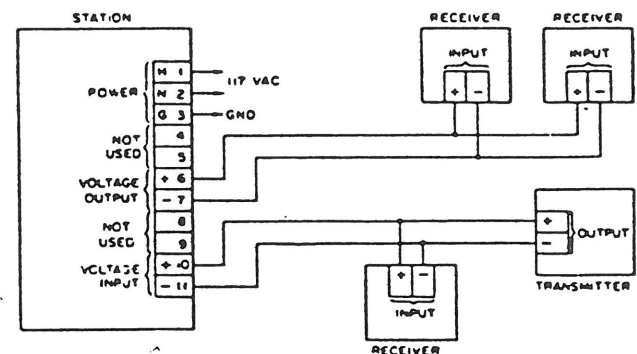 STATION
RECEIVER
RECEIVER
INPUT
INPUT
+ -
+ -
POWER
H 1
N 2
G 3
117 VAC
GND
NOT
USED
4
5
VOLTAGE
OUTPUT
+ 6
- 7
NOT
USED
8
9
VOLTAGE
INPUT
+ 10
- 11
+
-
OUTPUT
TRANSMITTER
+ -
INPUT
RECEIVER